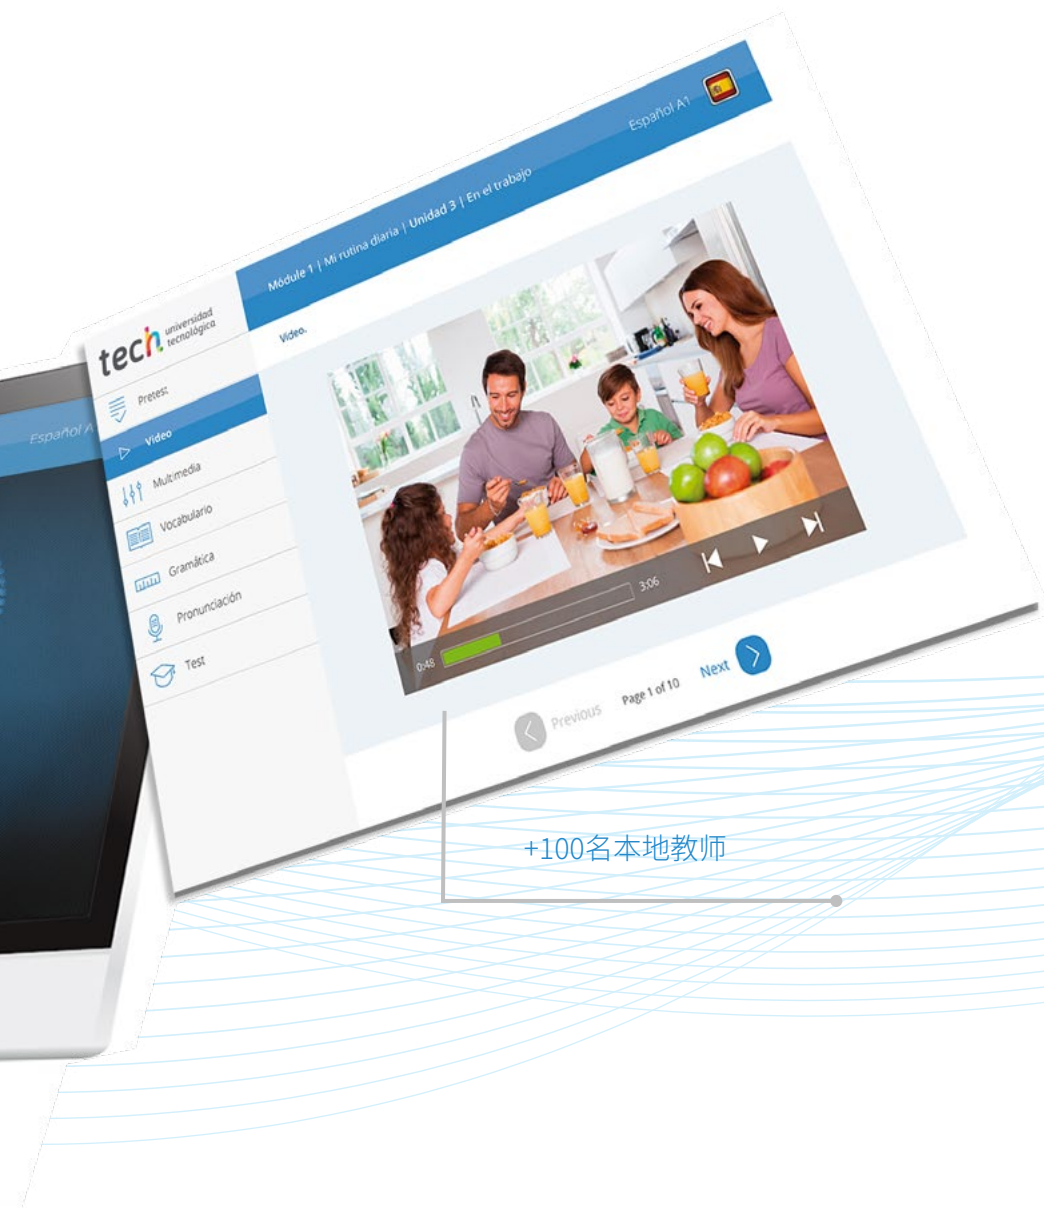 Español A1
Módule 1 | Mi rutina diaria | Unidad 3 | En el trabajo
tech universidad
tecnológica
Video.
Pretest
Video
Multimedia
Vocabulario
Gramática
Pronunciación
Test
Español A
0:48
3:06
Previous
Page 1 of 10
Next
+100名本地教师